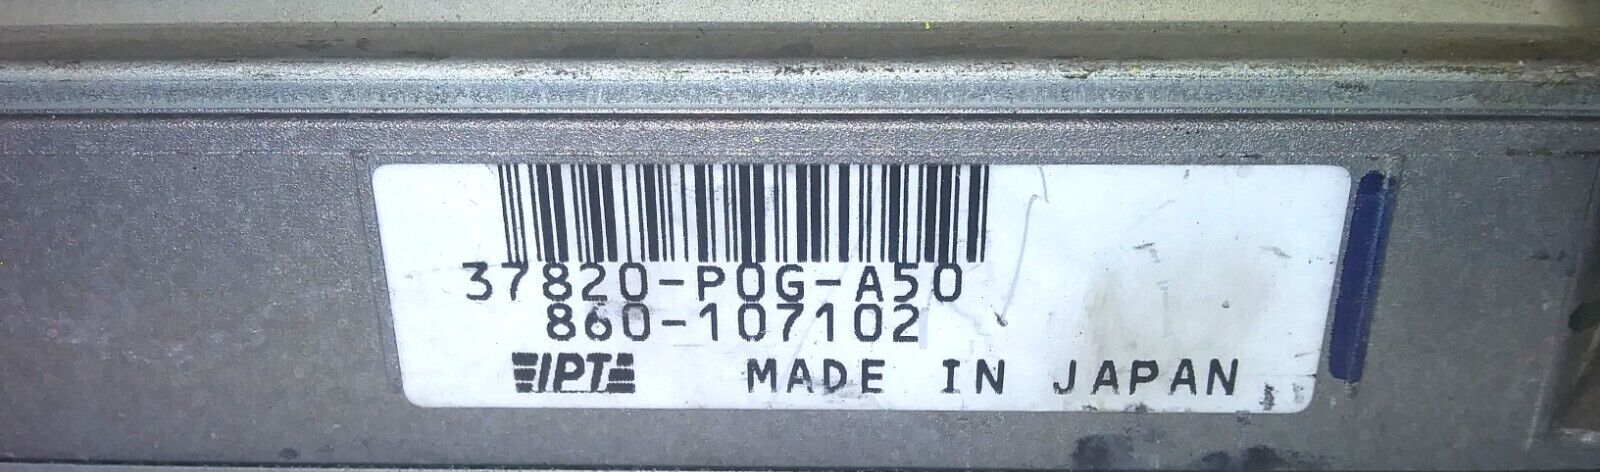 37820-P0G-A50
860-107102
IPT MADE IN JAPAN